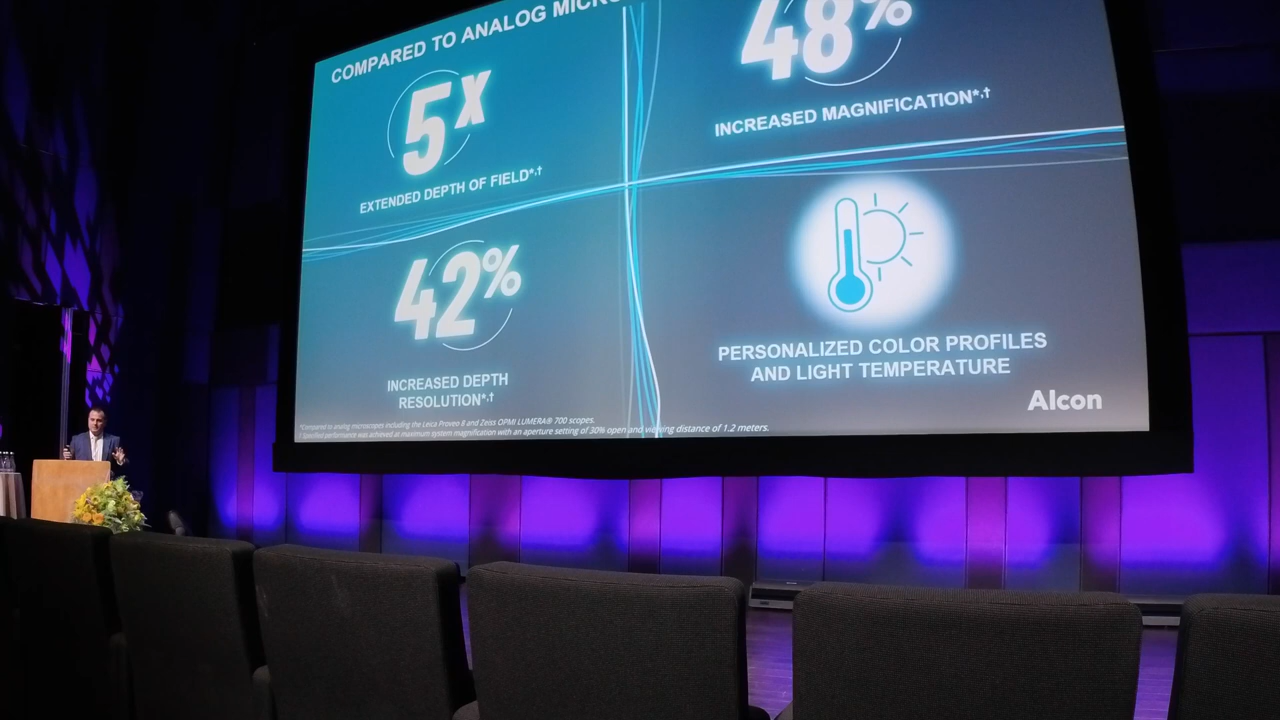 COMPARED TO ANALOG
5X
EXTENDED DEPTH OF FIELD*,†
48%
INCREASED MAGNIFICATION*,†
42%
INCREASED DEPTH
RESOLUTION*,†
PERSONALIZED COLOR PROFILES
AND LIGHT TEMPERATURE
Alcon
*Compared to analog microscopes including the Leica Proveo 8 and Zeiss OPMI LUMERA® 700 scopes.
specified performance was achieved at maximum system magnification with an aperture setting of 30% open and viewing distance of 1.2 meters.